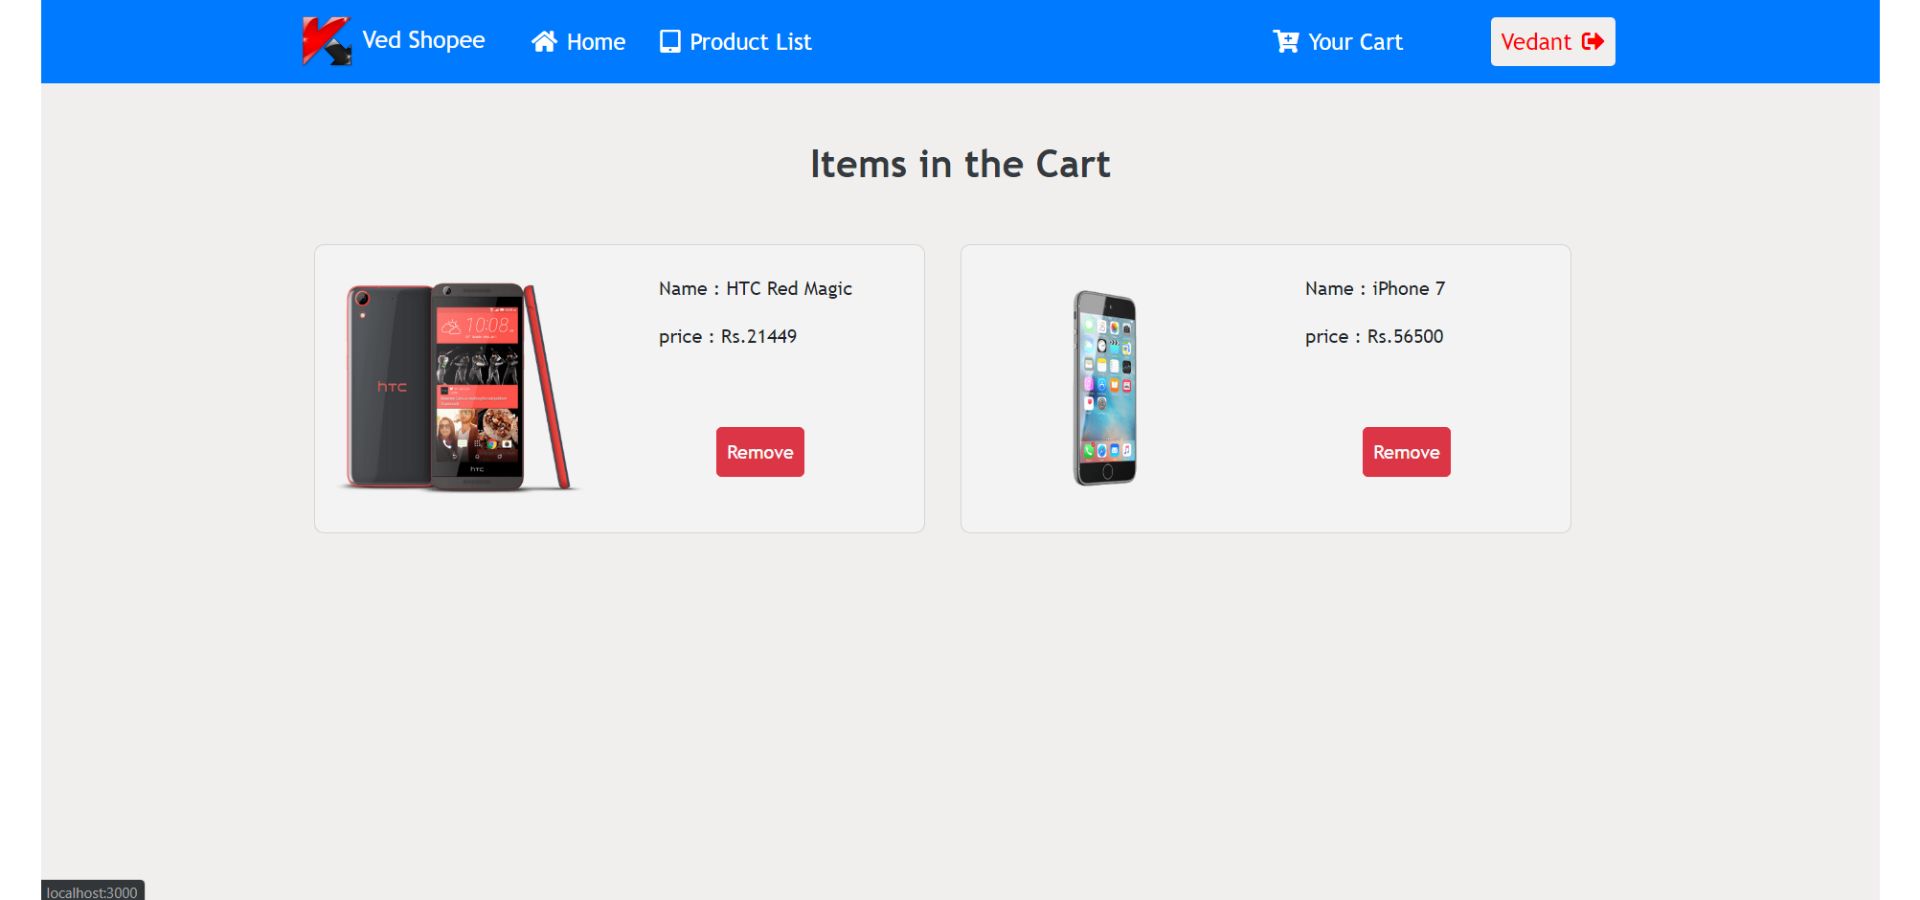 Ved Shopee
Home
Product List
Your Cart
Vedant
Items in the Cart
Name : HTC Red Magic
price : Rs.21449
Remove
Name : iPhone 7
price : Rs.56500
Remove
hTC
10:08
hTC
localhost:3000